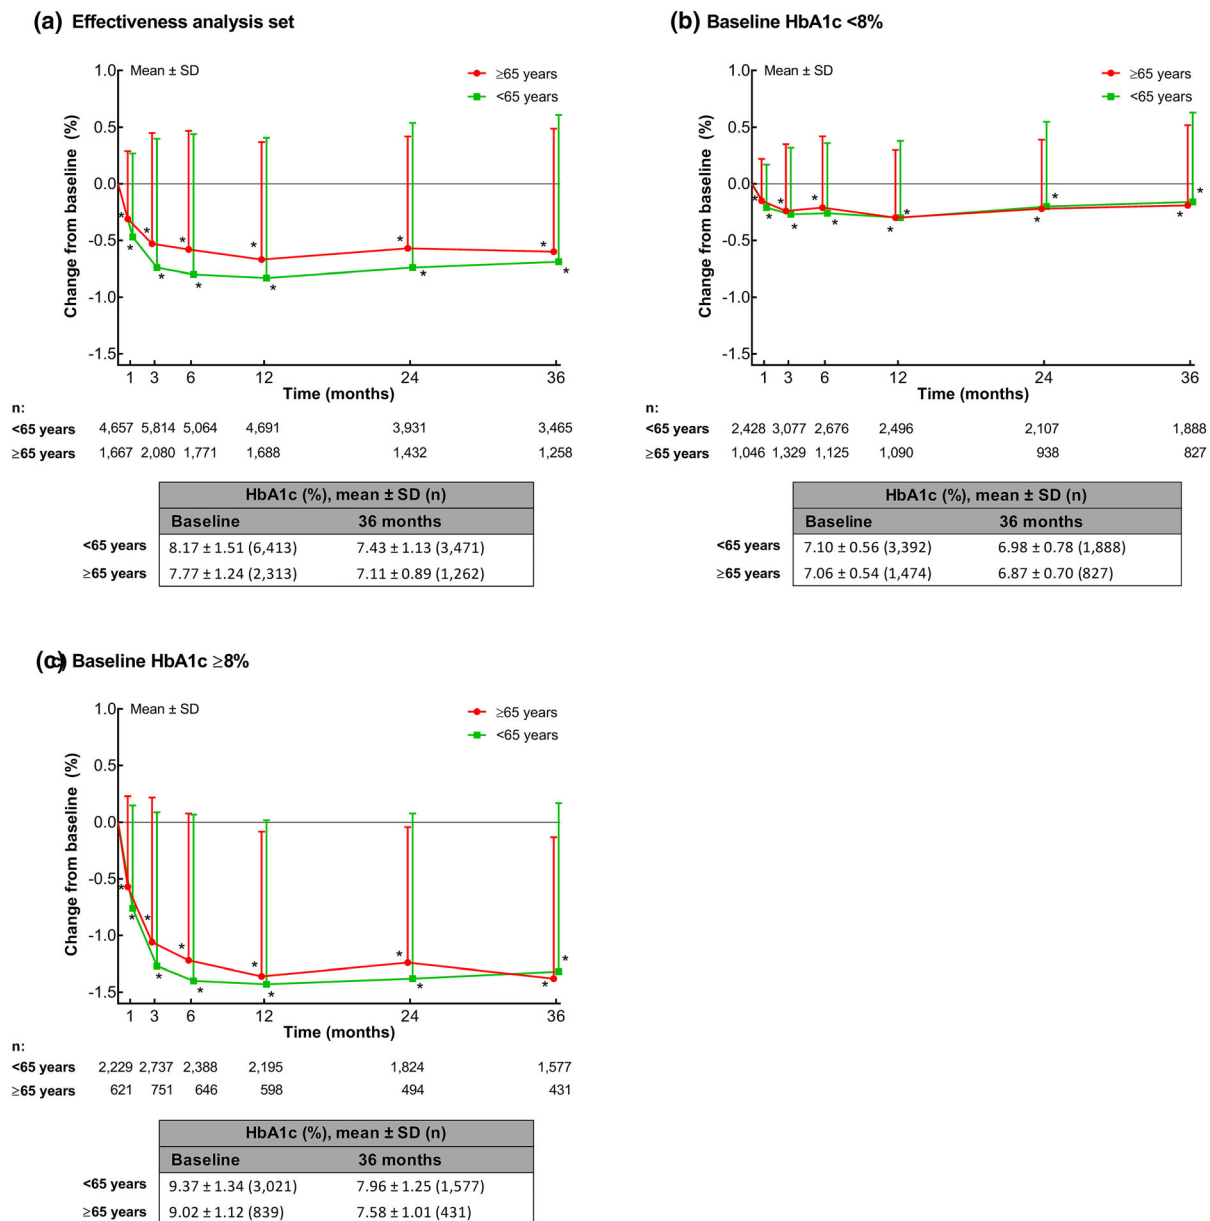 (a) Effectiveness analysis set
Mean ± SD
≥65 years
<65 years
Change from baseline (%)
1.0
0.5
0.0
-0.5
-1.0
-1.5
* * * * * *
* * * * * *
1 3 6 12 24 36
Time (months)
n:
<65 years 4,657 5,814 5,064 4,691 3,931 3,465
≥65 years 1,667 2,080 1,771 1,688 1,432 1,258
HbA1c (%), mean ± SD (n)
Baseline 36 months
<65 years 8.17 ± 1.51 (6,413) 7.43 ± 1.13 (3,471)
≥65 years 7.77 ± 1.24 (2,313) 7.11 ± 0.89 (1,262)
(b) Baseline HbA1c <8%
Mean ± SD
≥65 years
<65 years
Change from baseline (%)
1.0
0.5
0.0
-0.5
-1.0
-1.5
* * * * * *
* * * * * *
1 3 6 12 24 36
Time (months)
n:
<65 years 2,428 3,077 2,676 2,496 2,107 1,888
≥65 years 1,046 1,329 1,125 1,090 938 827
HbA1c (%), mean ± SD (n)
Baseline 36 months
<65 years 7.10 ± 0.56 (3,392) 6.98 ± 0.78 (1,888)
≥65 years 7.06 ± 0.54 (1,474) 6.87 ± 0.70 (827)
(c) Baseline HbA1c ≥8%
Mean ± SD
≥65 years
<65 years
Change from baseline (%)
1.0
0.5
0.0
-0.5
-1.0
-1.5
* * * * * *
* * * * * *
1 3 6 12 24 36
Time (months)
n:
<65 years 2,229 2,737 2,388 2,195 1,824 1,577
≥65 years 621 751 646 598 494 431
HbA1c (%), mean ± SD (n)
Baseline 36 months
<65 years 9.37 ± 1.34 (3,021) 7.96 ± 1.25 (1,577)
≥65 years 9.02 ± 1.12 (839) 7.58 ± 1.01 (431)